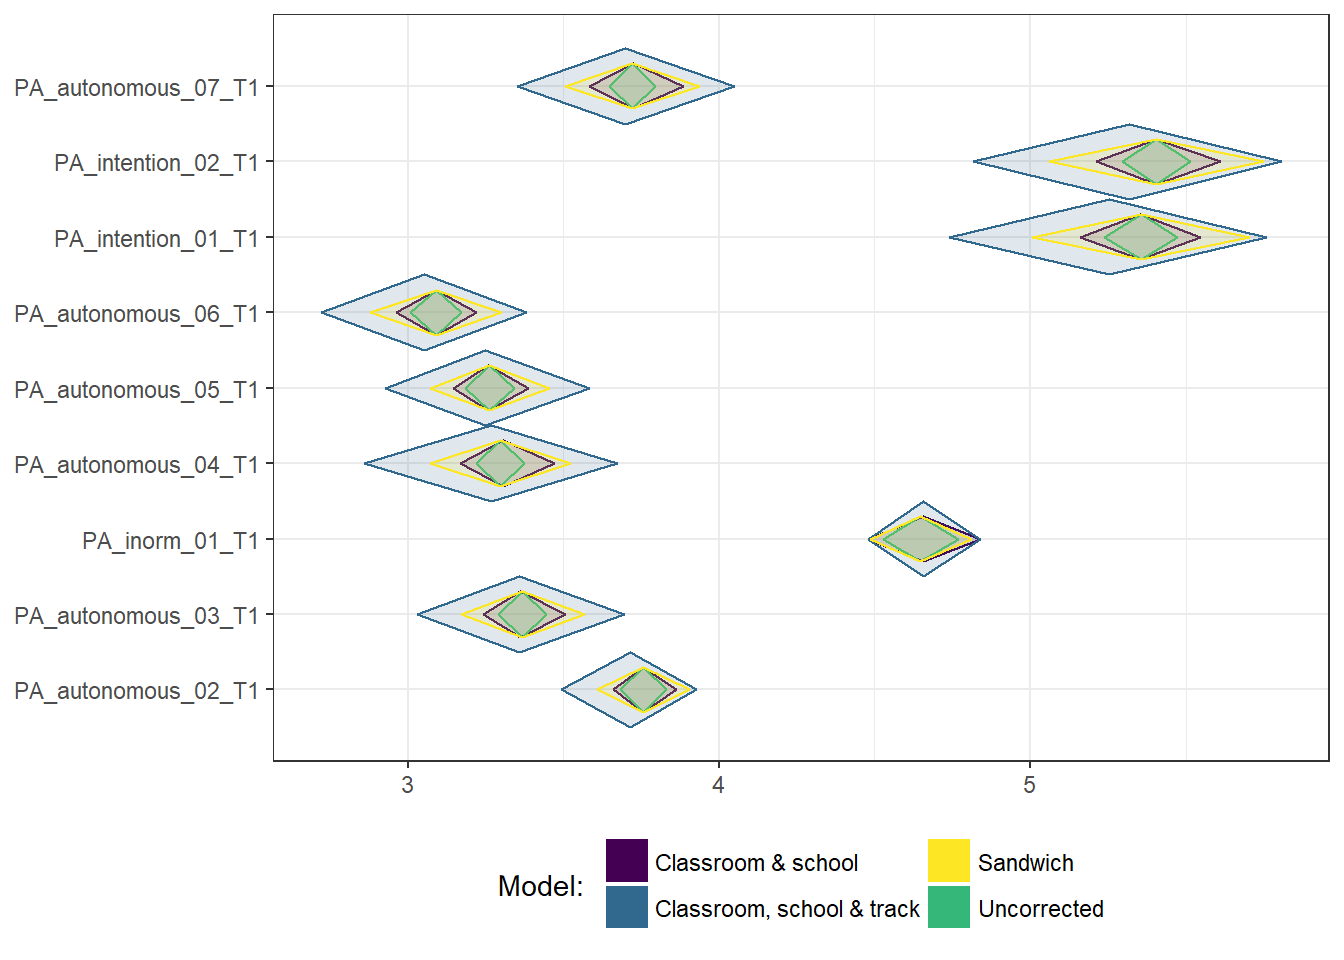 PA_autonomous_07_T1
PA_intention_02_T1
PA_intention_01_T1
PA_autonomous_06_T1
PA_autonomous_05_T1
PA_autonomous_04_T1
PA_inorm_01_T1
PA_autonomous_03_T1
PA_autonomous_02_T1
3 4 5
Model:
Classroom & school Sandwich
Classroom, school & track Uncorrected